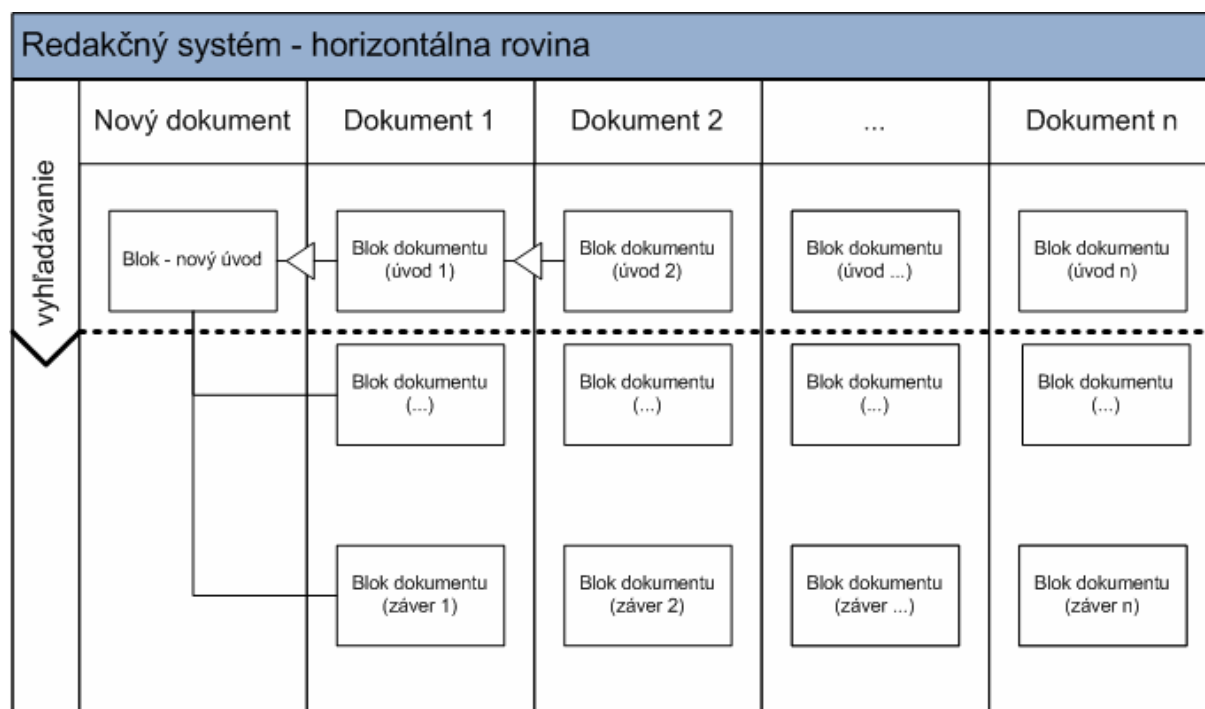 Redakčný systém - horizontálna rovina
vyhľadávanie
Nový dokument
Dokument 1
Dokument 2
...
Dokument n
Blok - nový úvod
Blok dokumentu
(úvod 1)
Blok dokumentu
(úvod 2)
Blok dokumentu
(úvod ...)
Blok dokumentu
(úvod n)
Blok dokumentu
(...)
Blok dokumentu
(...)
Blok dokumentu
(...)
Blok dokumentu
(...)
Blok dokumentu
(záver 1)
Blok dokumentu
(záver 2)
Blok dokumentu
(záver ...)
Blok dokumentu
(záver n)